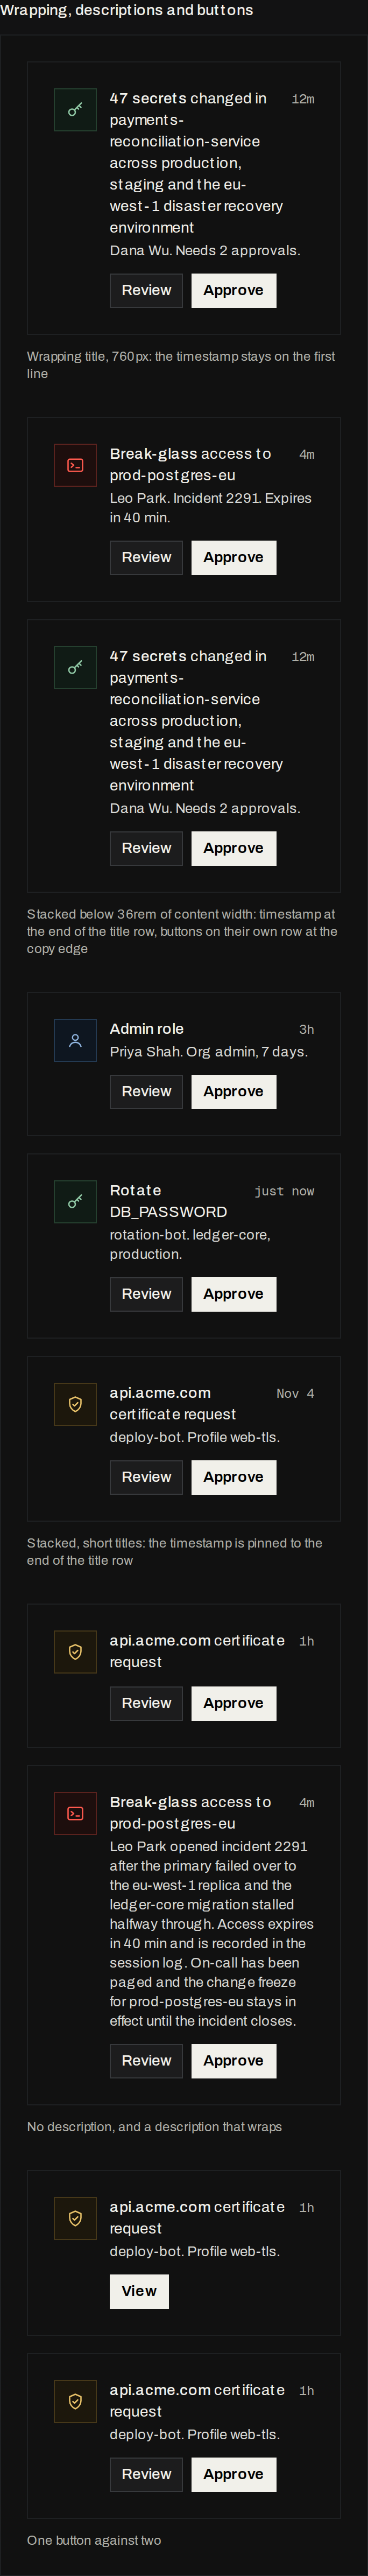 Wrapping, descriptions and buttons
47 secrets changed in 12m
payments-
reconciliation-service
across production,
staging and the eu-
west-1 disaster recovery
environment
Dana Wu. Needs 2 approvals.
Review Approve
Wrapping title, 760px: the timestamp stays on the first
line
Break-glass access to 4m
prod-postgres-eu
Leo Park. Incident 2291. Expires
in 40 min.
Review Approve
47 secrets changed in 12m
payments-
reconciliation-service
across production,
staging and the eu-
west-1 disaster recovery
environment
Dana Wu. Needs 2 approvals.
Review Approve
Stacked below 36rem of content width: timestamp at
the end of the title row, buttons on their own row at the
copy edge
Admin role 3h
Priya Shah. Org admin, 7 days.
Review Approve
Rotate just now
DB_PASSWORD
rotation-bot. ledger-core,
production.
Review Approve
api.acme.com Nov 4
certificate request
deploy-bot. Profile web-tls.
Review Approve
Stacked, short titles: the timestamp is pinned to the
end of the title row
api.acme.com certificate 1h
request
Review Approve
Break-glass access to 4m
prod-postgres-eu
Leo Park opened incident 2291
after the primary failed over to
the eu-west-1 replica and the
ledger-core migration stalled
halfway through. Access expires
in 40 min and is recorded in the
session log. On-call has been
paged and the change freeze
for prod-postgres-eu stays in
effect until the incident closes.
Review Approve
No description, and a description that wraps
api.acme.com certificate 1h
request
deploy-bot. Profile web-tls.
View
api.acme.com certificate 1h
request
deploy-bot. Profile web-tls.
Review Approve
One button against two